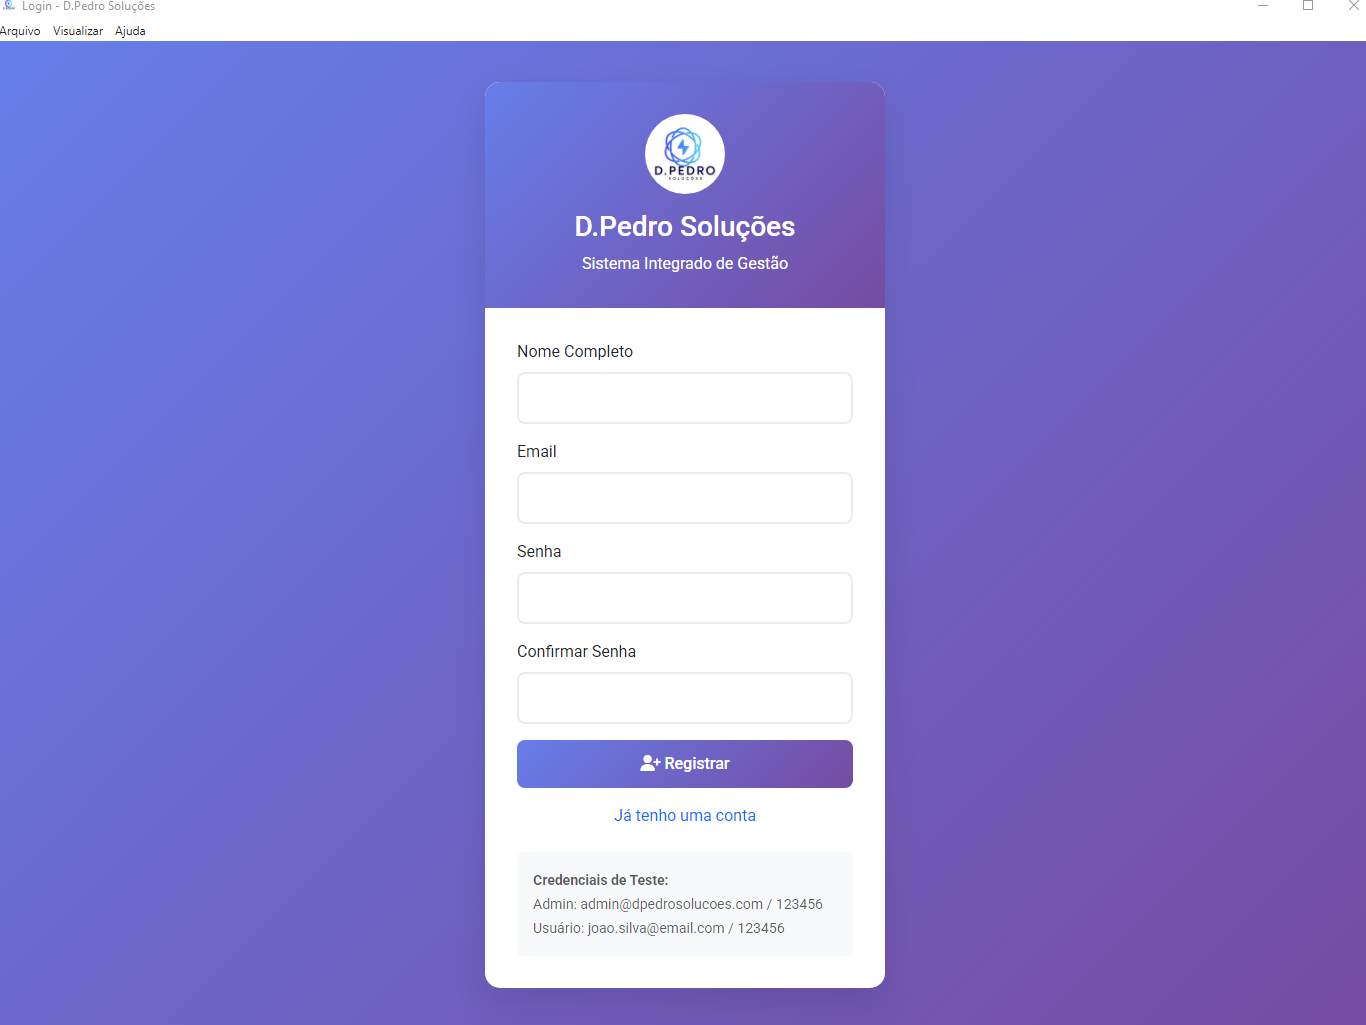 Login - D.Pedro Soluções
Arquivo Visualizar Ajuda
D.PEDRO
SOLUÇÕES
D.Pedro Soluções
Sistema Integrado de Gestão
Nome Completo
Email
Senha
Confirmar Senha
Registrar
Já tenho uma conta
Credenciais de Teste:
Admin: admin@dpedrosolucoes.com / 123456
Usuário: joao.silva@email.com / 123456